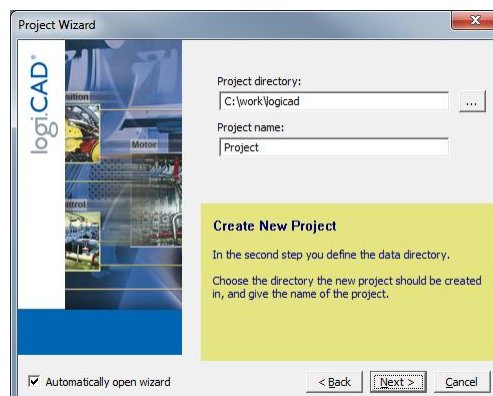 Project Wizard
logi.CAD
sition
Motor
ntrol
Project directory:
C:\work\logicad
...
Project name:
Project
Create New Project
In the second step you define the data directory.
Choose the directory the new project should be created
in, and give the name of the project.
Automatically open wizard
< Back
Next >
Cancel